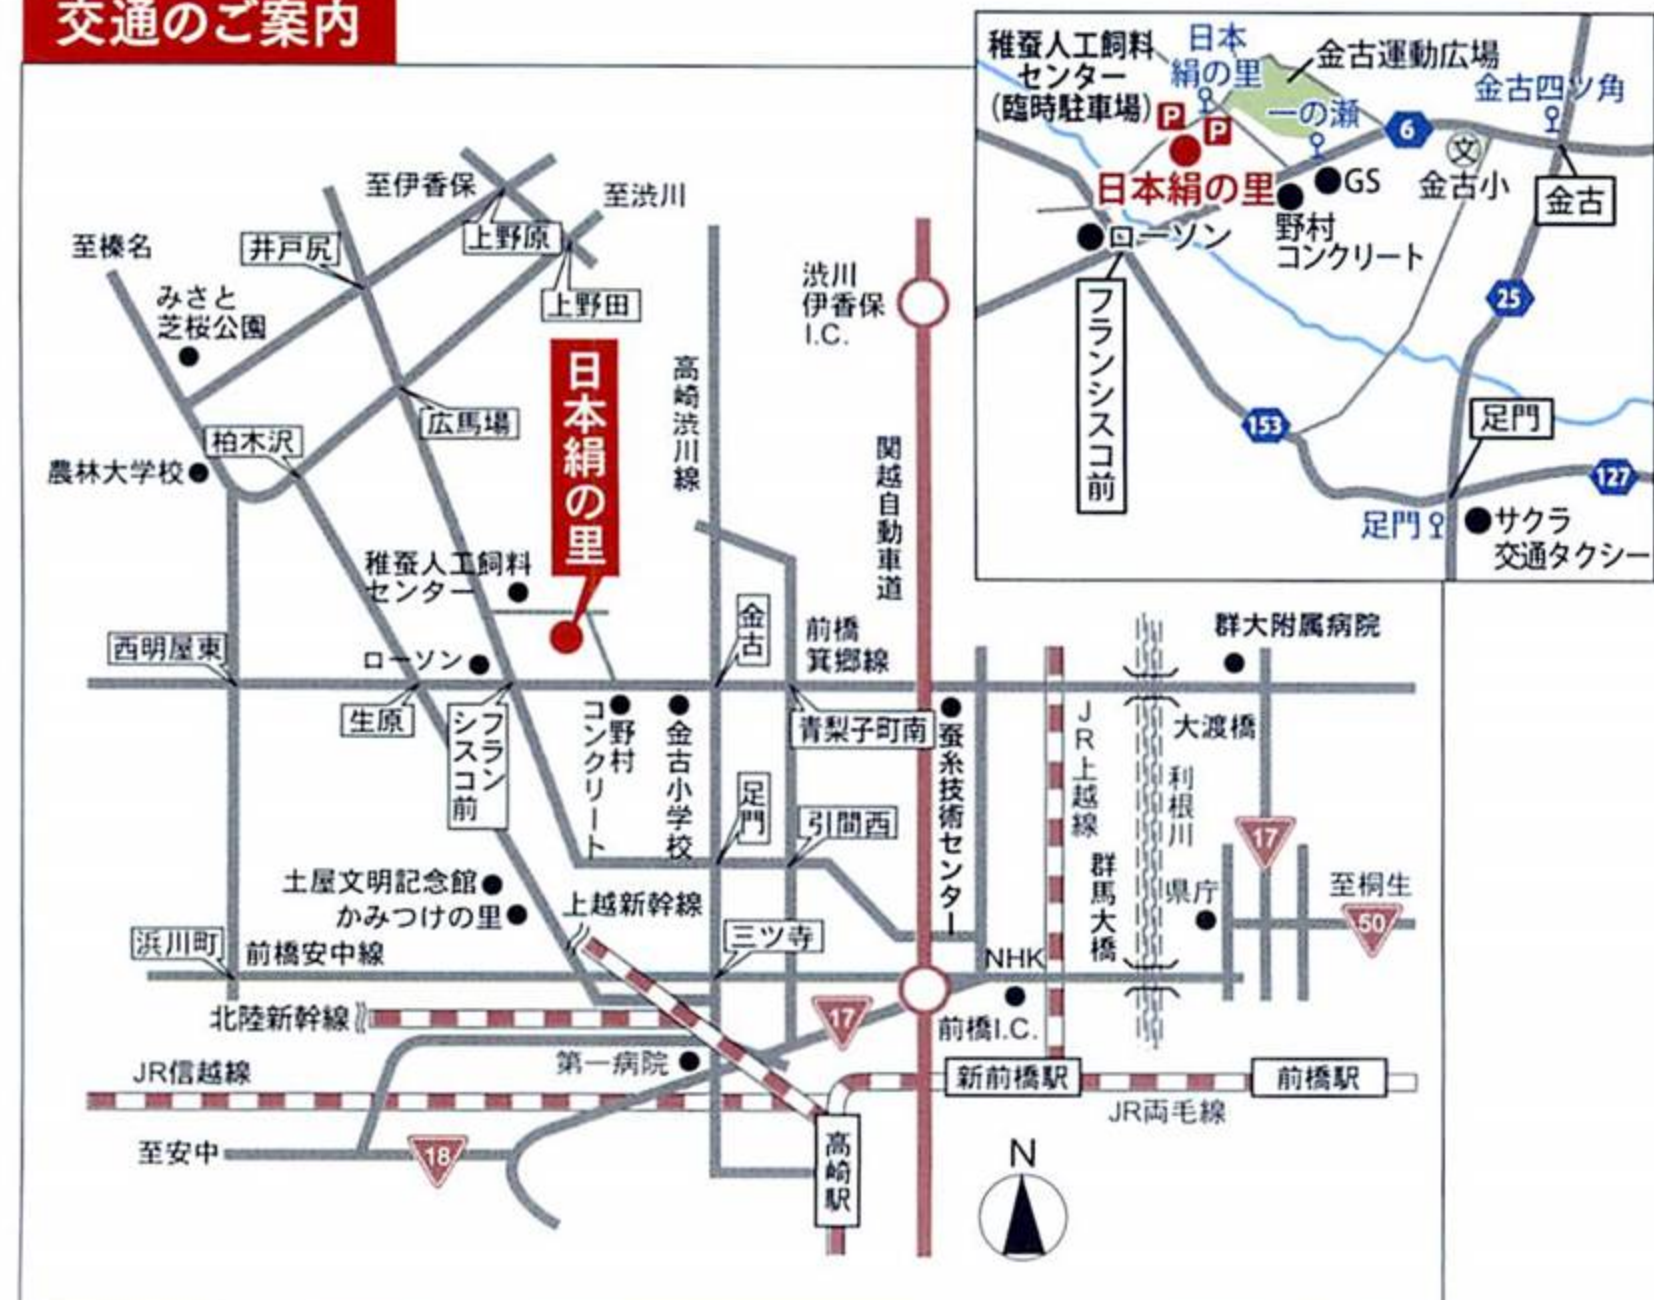 交通のご案内
稚蚕人工飼料
センター
(臨時駐車場)
日本
絹の里
金古運動広場
金古四ツ角
一の瀬
P
P
6
文
金古小
GS
日本絹の里
野村
コンクリート
金古
ローソン
フランシスコ前
25
153
足門
127
足門
サクラ
交通タクシー
至伊香保
至渋川
上野原
至榛名
井戸尻
上野田
みさと
芝桜公園
渋川
伊香保
I.C.
日本絹の里
高崎渋川線
広馬場
柏木沢
農林大学校
関越自動車道
稚蚕人工飼料
センター
金古
前橋
箕郷線
群大附属病院
西明屋東
ローソン
生原
フラン
シスコ前
野村
コンクリート
金古小学校
青梨子町南
蚕糸技術センター
JR上越線
大渡橋
利根川
足門
引間西
17
群馬大橋
県庁
至桐生
50
土屋文明記念館
かみつけの里
上越新幹線
三ツ寺
浜川町
前橋安中線
NHK
北陸新幹線
17
前橋I.C.
第一病院
JR信越線
新前橋駅
前橋駅
JR両毛線
至安中
18
高崎駅
N